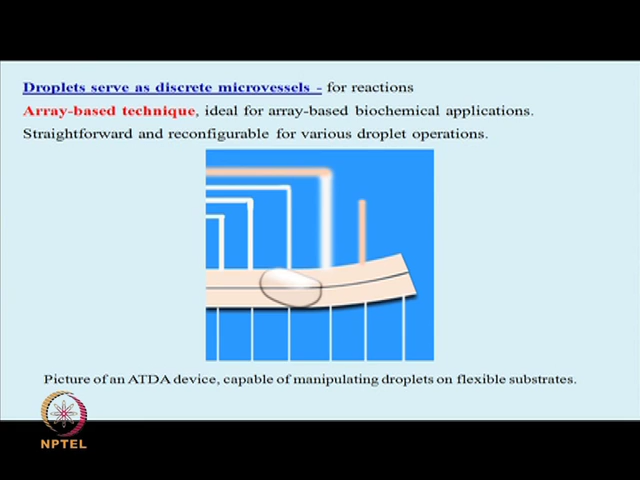 Droplets serve as discrete microvessels - for reactions
Array-based technique, ideal for array-based biochemical applications.
Straightforward and reconfigurable for various droplet operations.
Picture of an ATDA device, capable of manipulating droplets on flexible substrates.
NPTEL